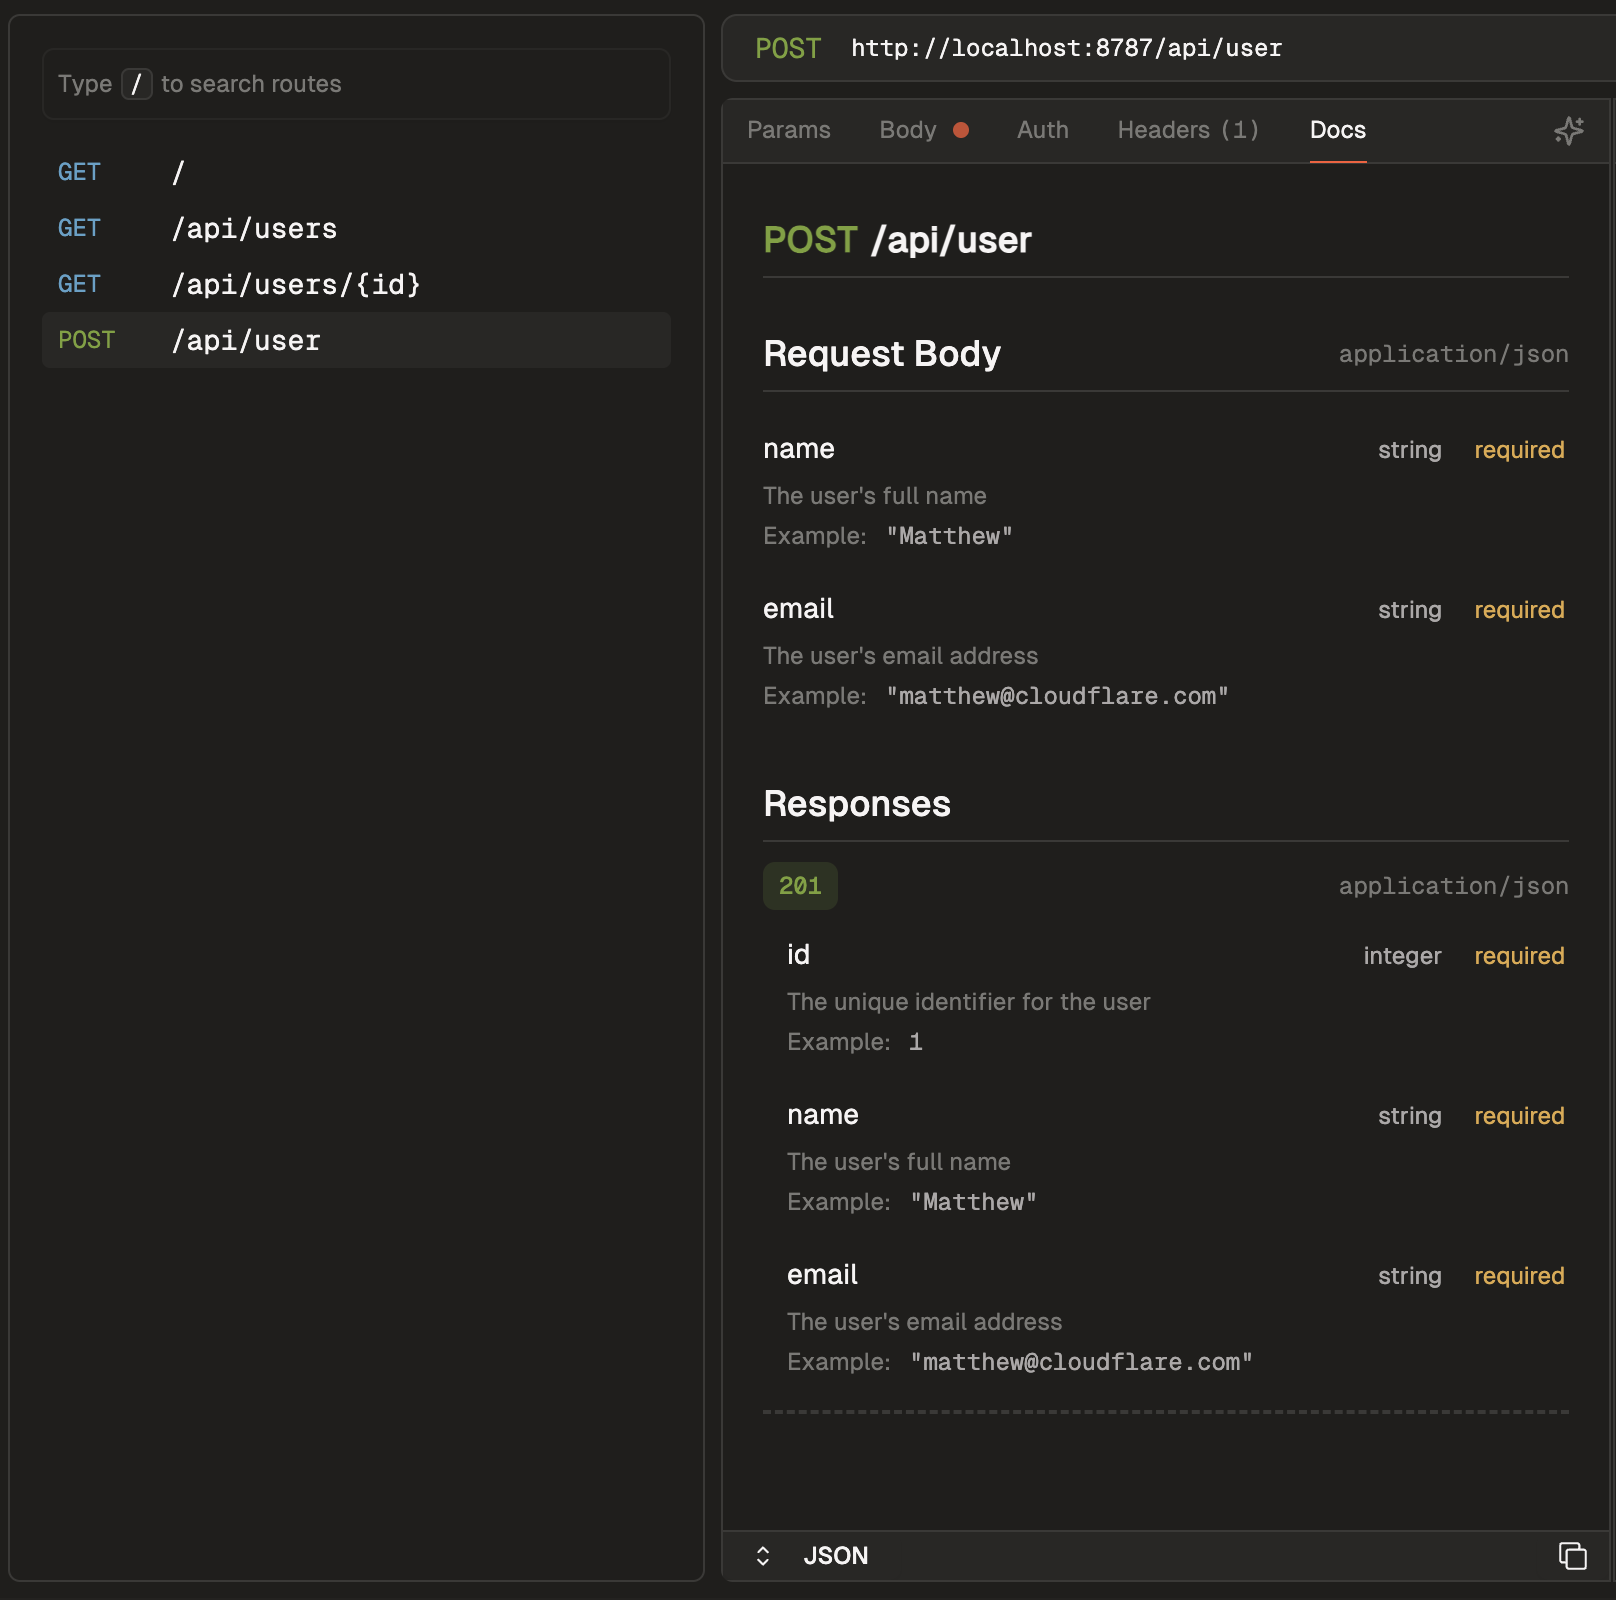 Type / to search routes
GET /
GET /api/users
GET /api/users/{id}
POST /api/user
POST http://localhost:8787/api/user
Params Body Auth Headers (1) Docs
POST /api/user
Request Body application/json
name string required
The user's full name
Example: "Matthew"
email string required
The user's email address
Example: "matthew@cloudflare.com"
Responses
201 application/json
id integer required
The unique identifier for the user
Example: 1
name string required
The user's full name
Example: "Matthew"
email string required
The user's email address
Example: "matthew@cloudflare.com"
JSON